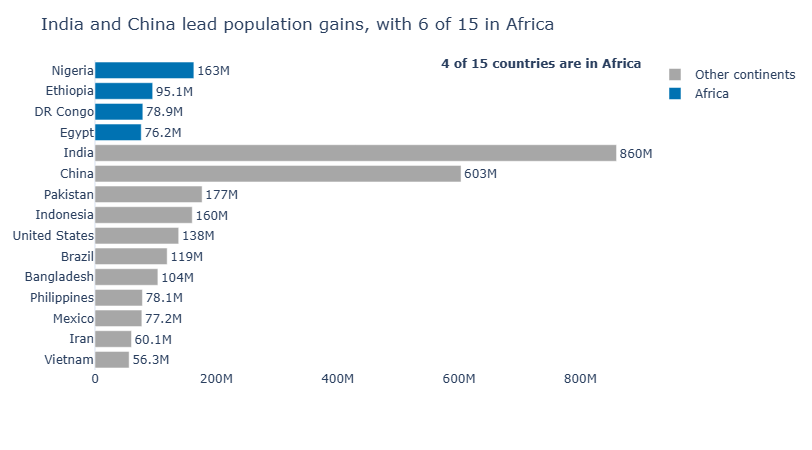 India and China lead population gains, with 6 of 15 in Africa
4 of 15 countries are in Africa
Other continents
Africa
Nigeria 163M
Ethiopia 95.1M
DR Congo 78.9M
Egypt 76.2M
India 860M
China 603M
Pakistan 177M
Indonesia 160M
United States 138M
Brazil 119M
Bangladesh 104M
Philippines 78.1M
Mexico 77.2M
Iran 60.1M
Vietnam 56.3M
0 200M 400M 600M 800M